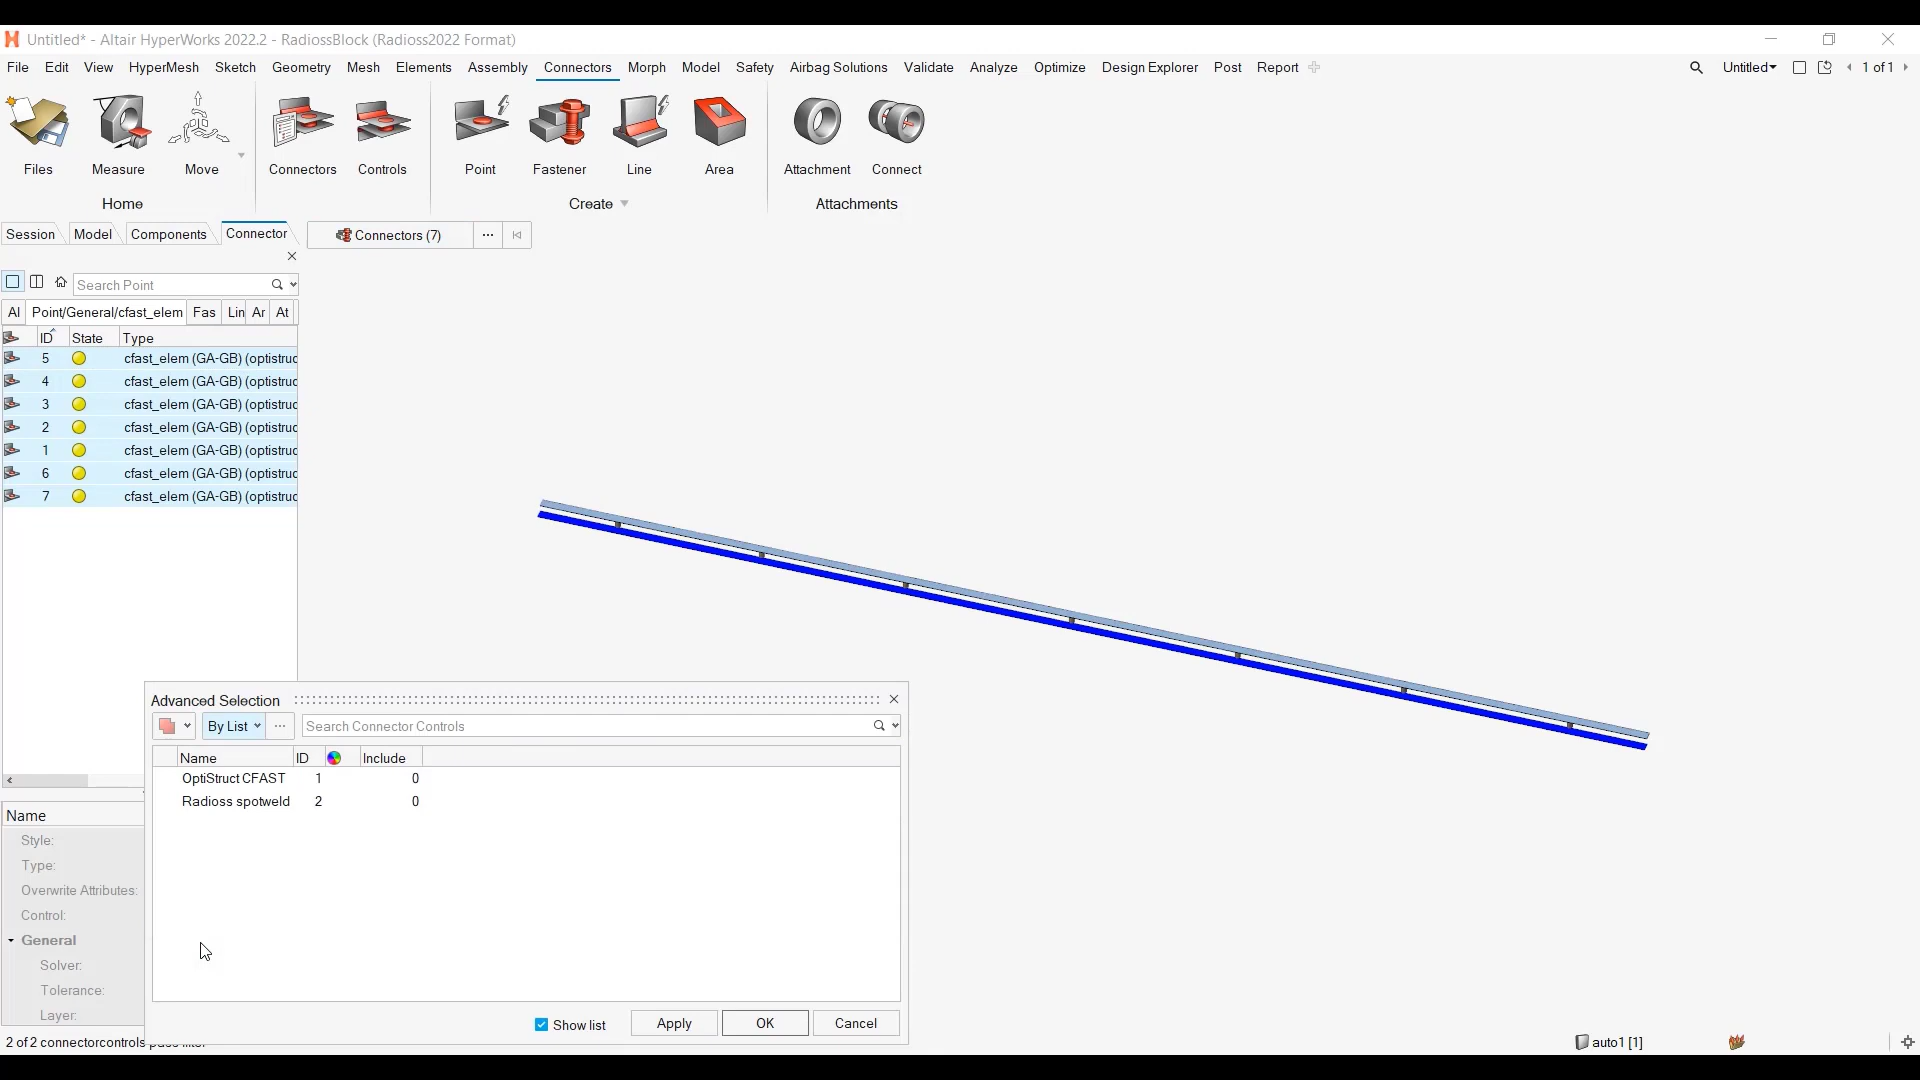 Untitled* - Altair HyperWorks 2022.2 - RadiossBlock (Radioss2022 Format)
File Edit View HyperMesh Sketch Geometry Mesh Elements Assembly Connectors Morph Model Safety Airbag Solutions Validate Analyze Optimize Design Explorer Post Report Untitled 1 of 1
Files Measure Move Connectors Controls Point Fastener Line Area Attachment Connect
Home Create Attachments
Session Model Components Connector Connectors (7) ...
Search Point
Al Point/General/cfast_elem Fas Lin Ar At
ID State Type
5 cfast_elem (GA-GB) (optistruc
4 cfast_elem (GA-GB) (optistruc
3 cfast_elem (GA-GB) (optistruc
2 cfast_elem (GA-GB) (optistruc
1 cfast_elem (GA-GB) (optistruc
6 cfast_elem (GA-GB) (optistruc
7 cfast_elem (GA-GB) (optistruc
Advanced Selection
By List ... Search Connector Controls
Name ID Include
OptiStruct CFAST 1 0
Radioss spotweld 2 0
Show list Apply OK Cancel
Name
Style:
Type:
Overwrite Attributes:
Control:
General
Solver:
Tolerance:
Layer:
2 of 2 connectorcontrols
auto1 [1]